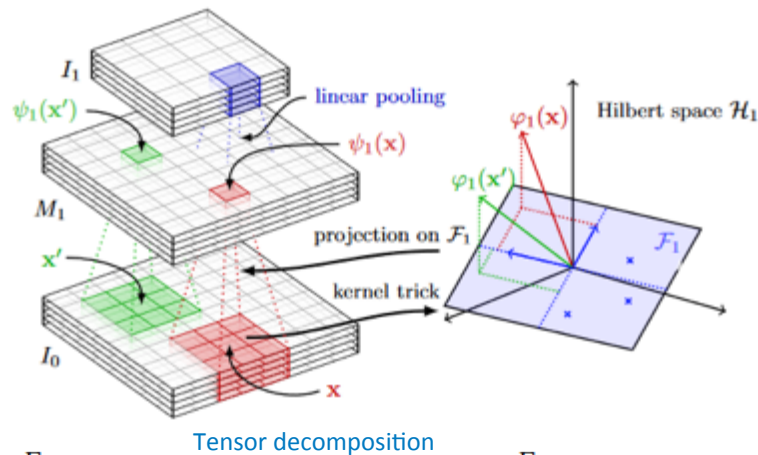 I₁
ψ₁(x′)
linear pooling
φ₁(x)
Hilbert space ℋ₁
ψ₁(x)
φ₁(x′)
M₁
ℱ₁
projection on ℱ₁
x′
kernel trick
I₀
x
Tensor decomposition